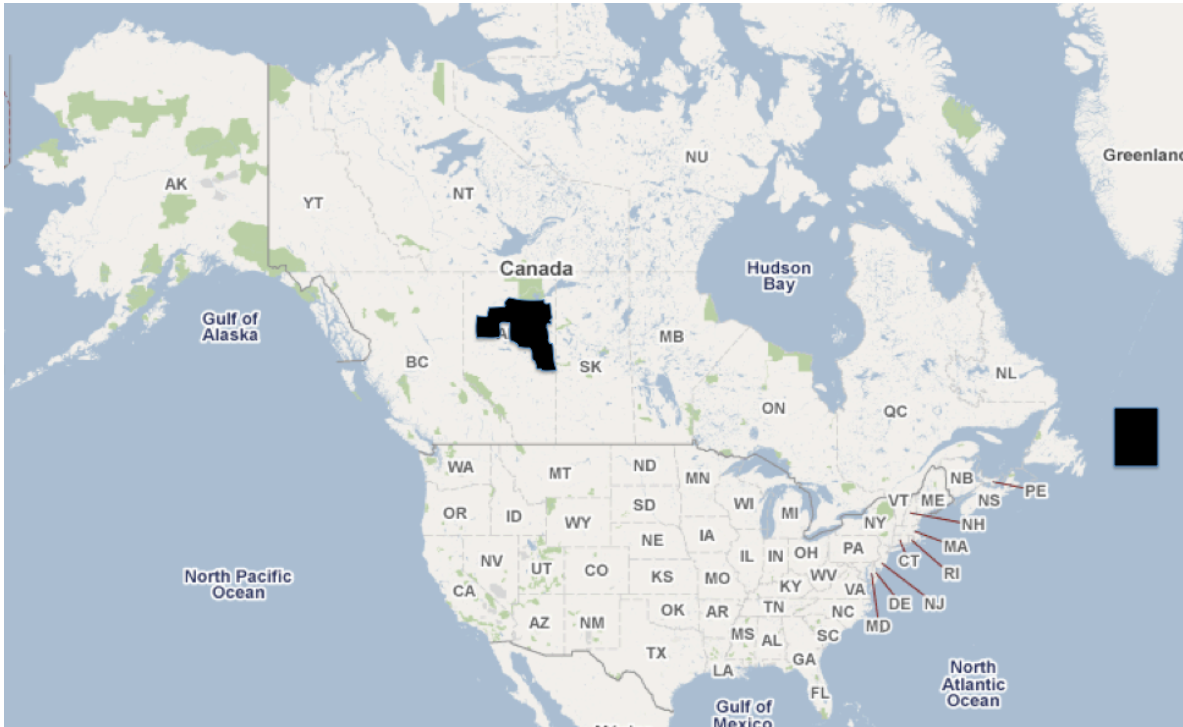 Greenland
NU
AK
NT
YT
Canada
Hudson
Bay
Gulf of
Alaska
MB
BC
SK
NL
ON
QC
WA
MT
ND
MN
NB
PE
NS
VT
ME
OR
ID
SD
WI
MI
NY
NH
WY
IA
NE
MA
NV
IL
IN
OH
PA
CT
UT
CO
KS
MO
WV
RI
North Pacific
Ocean
CA
KY
VA
OK
AR
TN
NC
DE
NJ
AZ
NM
MD
MS
AL
SC
TX
GA
LA
North
Atlantic
Ocean
FL
Gulf of
Mexico